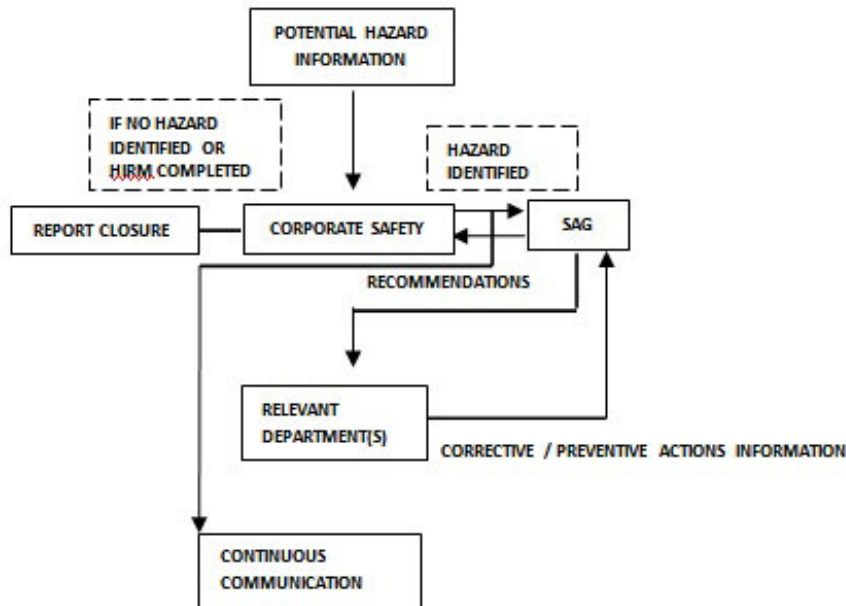 POTENTIAL HAZARD
INFORMATION
IF NO HAZARD
IDENTIFIED OR
HIRM COMPLETED
HAZARD
IDENTIFIED
REPORT CLOSURE
CORPORATE SAFETY
SAG
RECOMMENDATIONS
RELEVANT
DEPARTMENT(S)
CORRECTIVE / PREVENTIVE ACTIONS INFORMATION
CONTINUOUS
COMMUNICATION